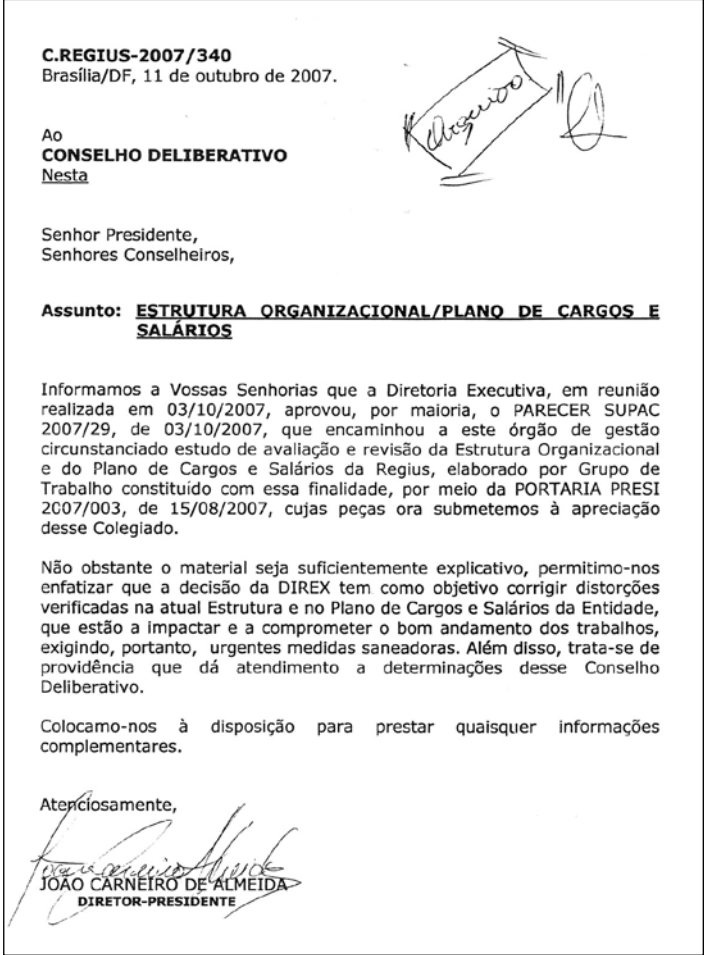 C.REGIUS-2007/340
Brasília/DF, 11 de outubro de 2007.
Ao
CONSELHO DELIBERATIVO
Nesta
Senhor Presidente,
Senhores Conselheiros,
Assunto: ESTRUTURA ORGANIZACIONAL/PLANO DE CARGOS E
SALÁRIOS
Informamos a Vossas Senhorias que a Diretoria Executiva, em reunião
realizada em 03/10/2007, aprovou, por maioria, o PARECER SUPAC
2007/29, de 03/10/2007, que encaminhou a este órgão de gestão
circunstanciado estudo de avaliação e revisão da Estrutura Organizacional
e do Plano de Cargos e Salários da Regius, elaborado por Grupo de
Trabalho constituído com essa finalidade, por meio da PORTARIA PRESI
2007/003, de 15/08/2007, cujas peças ora submetemos à apreciação
desse Colegiado.
Não obstante o material seja suficientemente explicativo, permitimo-nos
enfatizar que a decisão da DIREX tem como objetivo corrigir distorções
verificadas na atual Estrutura e no Plano de Cargos e Salários da Entidade,
que estão a impactar e a comprometer o bom andamento dos trabalhos,
exigindo, portanto, urgentes medidas saneadoras. Além disso, trata-se de
providência que dá atendimento a determinações desse Conselho
Deliberativo.
Colocamo-nos à disposição para prestar quaisquer informações
complementares.
Atenciosamente,
JOÃO CARNEIRO DE ALMEIDA
DIRETOR-PRESIDENTE